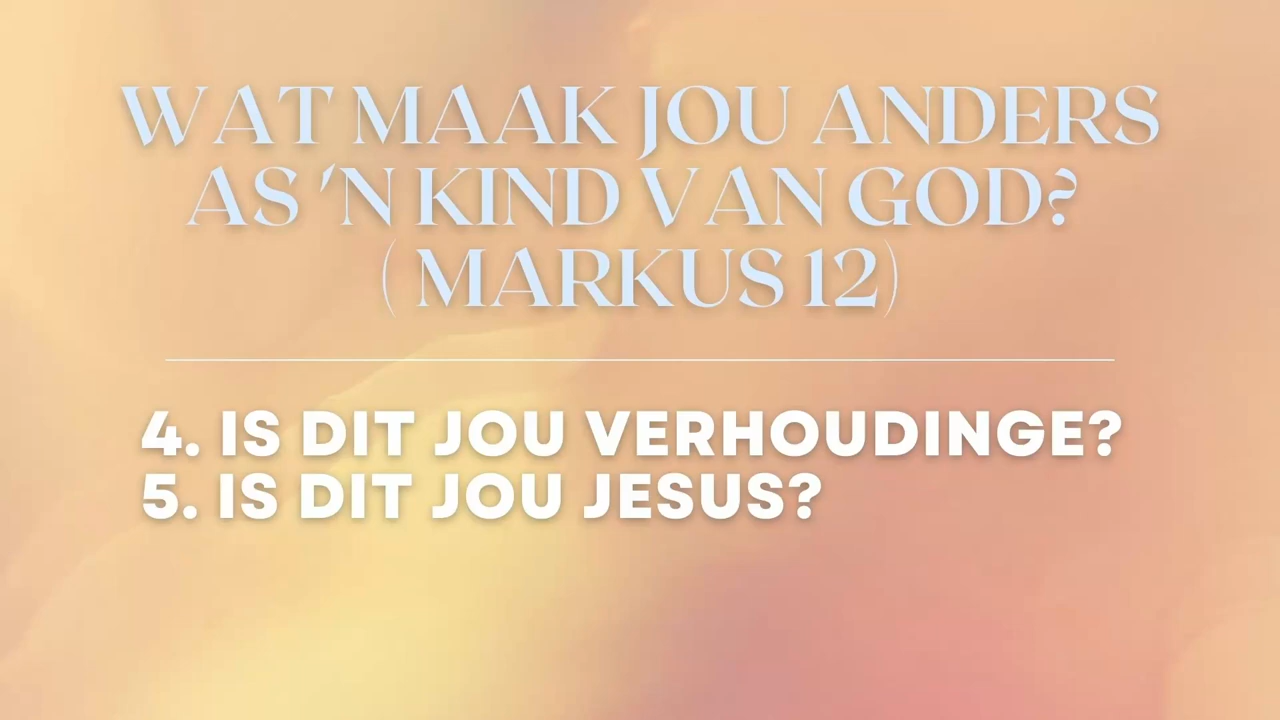 WAT MAAK JOU ANDERS
AS 'N KIND VAN GOD?
( MARKUS 12)
4. IS DIT JOU VERHOUDINGE?
5. IS DIT JOU JESUS?